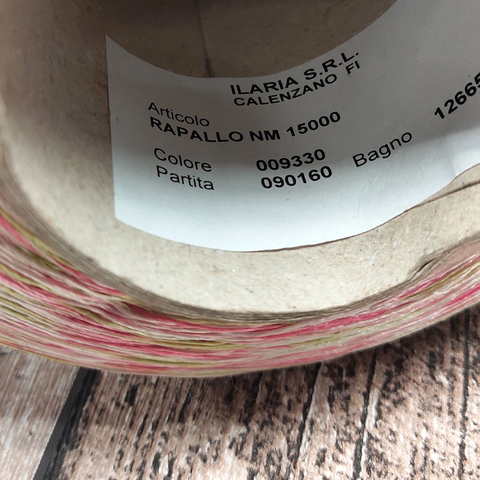 ILARIA S.R.L.
CALENZANO FI
Articolo
RAPALLO NM 15000
Colore 009330 Bagno
Partita 090160